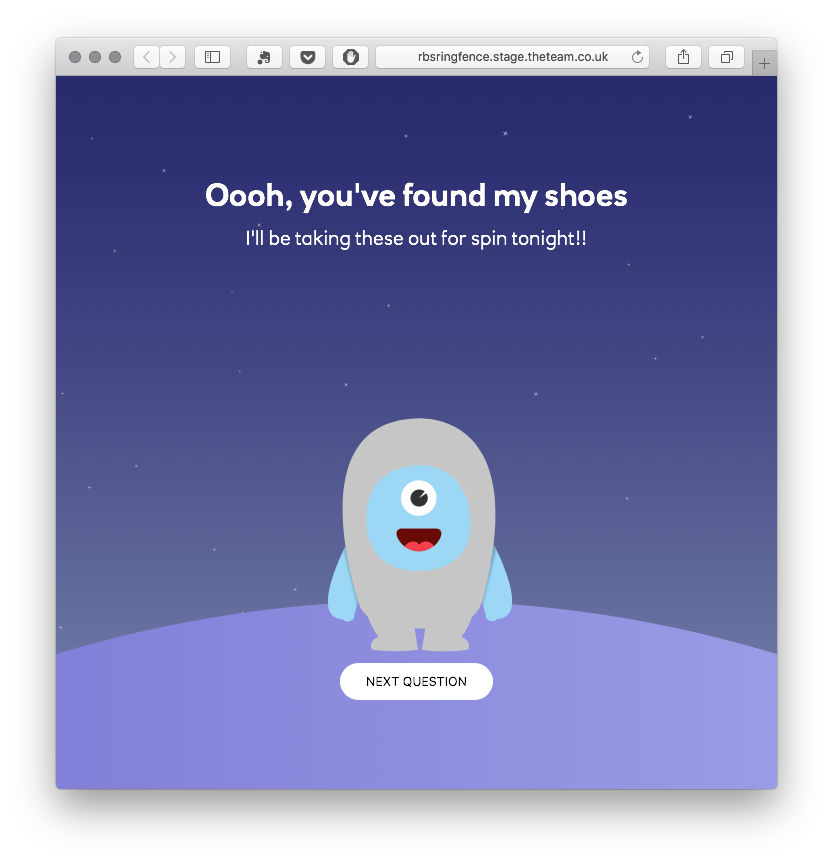 rbsringfence.stage.theteam.co.uk
Oooh, you've found my shoes
I'll be taking these out for spin tonight!!
NEXT QUESTION